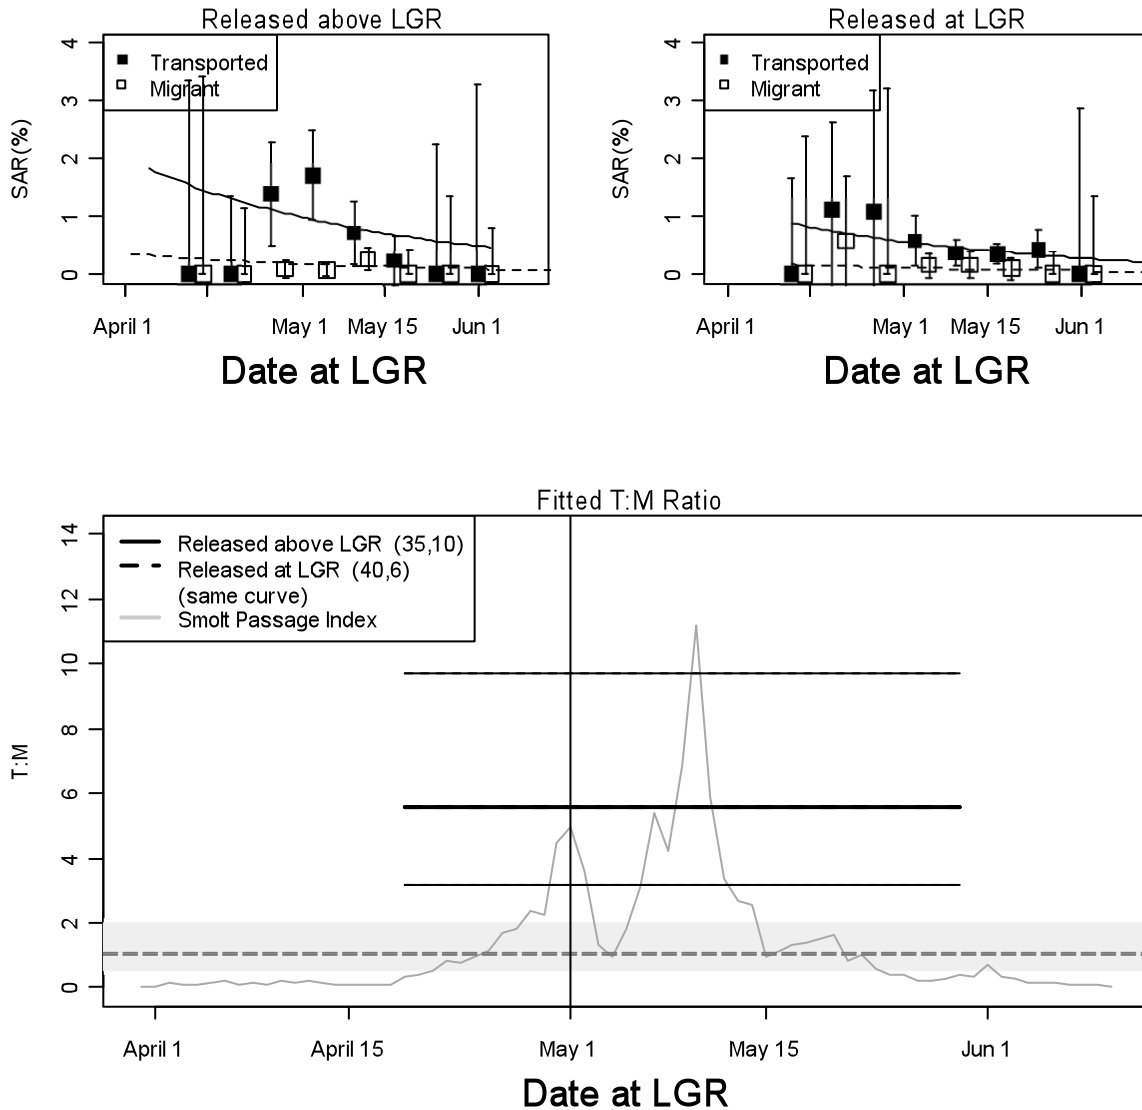 Released above LGR
SAR(%)
4
3
2
1
0
Transported
Migrant
April 1
May 1
May 15
Jun 1
Date at LGR
Released at LGR
SAR(%)
4
3
2
1
0
Transported
Migrant
April 1
May 1
May 15
Jun 1
Date at LGR
Fitted T:M Ratio
T:M
14
12
10
8
6
4
2
0
Released above LGR (35,10)
Released at LGR (40,6)
(same curve)
Smolt Passage Index
April 1
April 15
May 1
May 15
Jun 1
Date at LGR